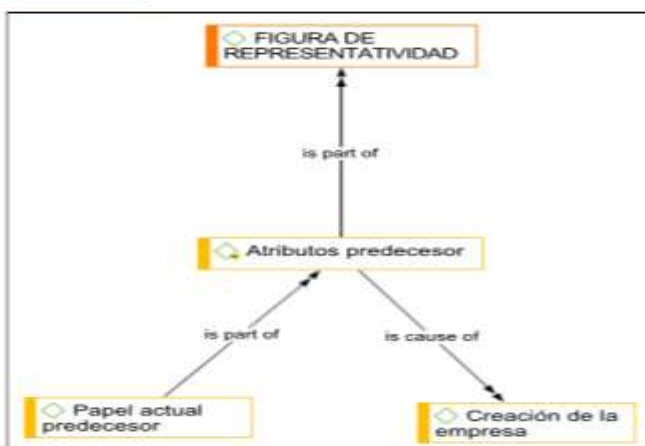 FIGURA DE
REPRESENTATIVIDAD
is part of
Atributos predecesor
is part of
is cause of
Papel actual
predecesor
Creación de la
empresa